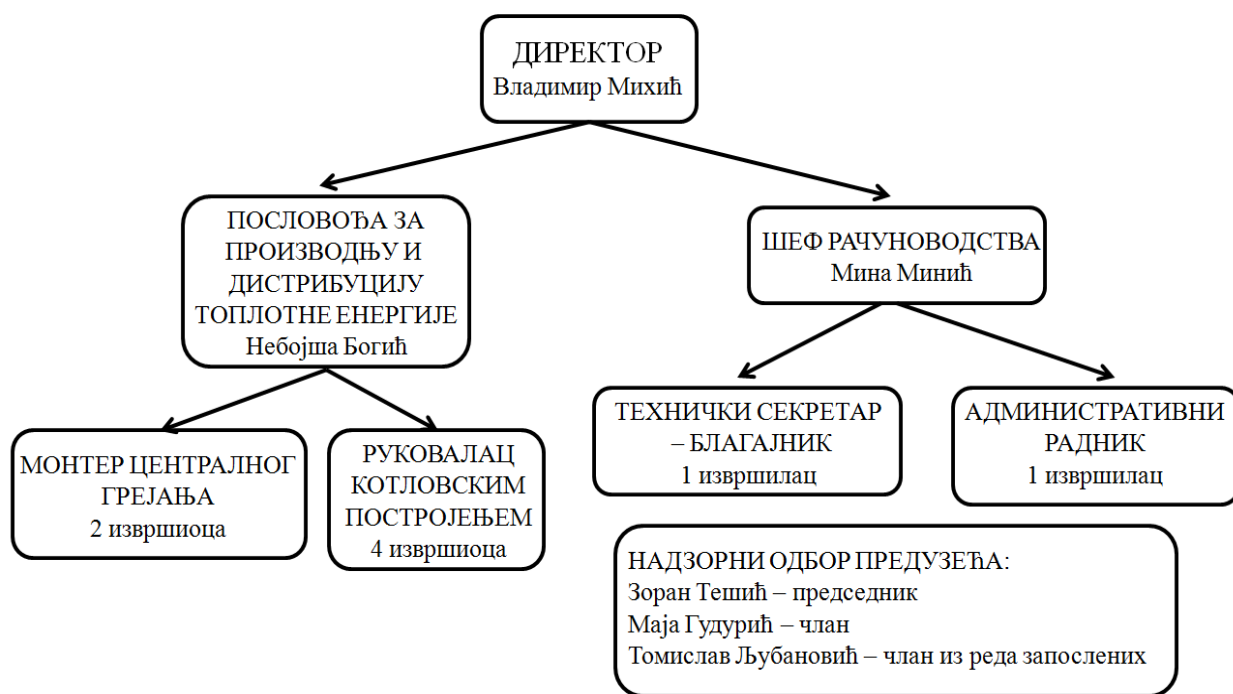 ДИРЕКТОР
Владимир Михић
ПОСЛОВОЂА ЗА
ПРОИЗВОДЊУ И
ДИСТРИБУЦИЈУ
ТОПЛОТНЕ ЕНЕРГИЈЕ
Небојша Богић
ШЕФ РАЧУНОВОДСТВА
Мина Минић
МОНТЕР ЦЕНТРАЛНОГ
ГРЕЈАЊА
2 извршиоца
РУКОВАЛАЦ
КОТЛОВСКИМ
ПОСТРОЈЕЊЕМ
4 извршиоца
ТЕХНИЧКИ СЕКРЕТАР
– БЛАГАЈНИК
1 извршилац
АДМИНИСТРАТИВНИ
РАДНИК
1 извршилац
НАДЗОРНИ ОДБОР ПРЕДУЗЕЋА:
Зоран Тешић – председник
Маја Гудурић – члан
Томислав Љубановић – члан из реда запослених